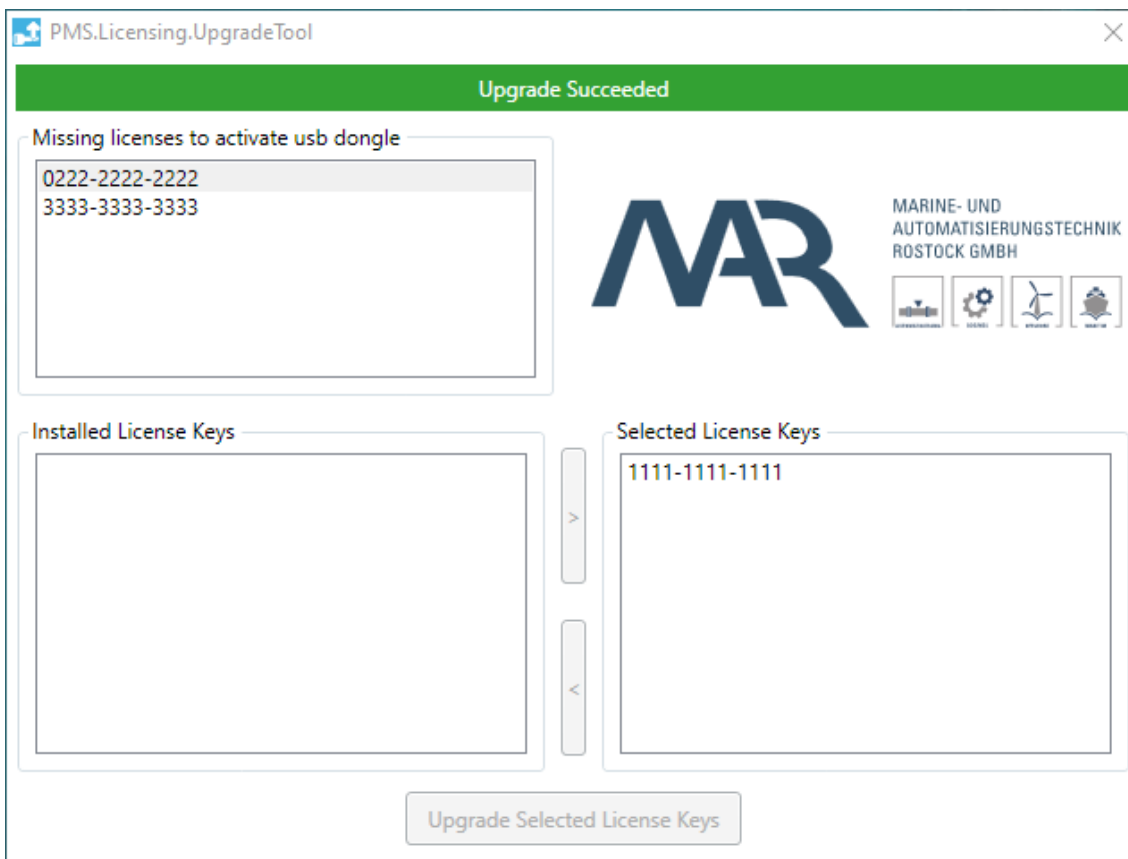 PMS.Licensing.UpgradeTool
Upgrade Succeeded
Missing licenses to activate usb dongle
0222-2222-2222
3333-3333-3333
MAR
MARINE- UND
AUTOMATISIERUNGSTECHNIK
ROSTOCK GMBH
Installed License Keys
Selected License Keys
1111-1111-1111
>
<
Upgrade Selected License Keys